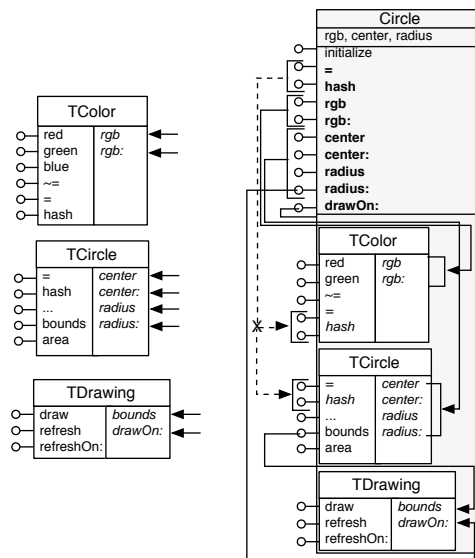 TColor
red rgb
green rgb:
blue
~=
=
hash
TCircle
= center
hash center:
... radius
bounds radius:
area
TDrawing
draw bounds
refresh drawOn:
refreshOn:
Circle
rgb, center, radius
initialize
=
hash
rgb
rgb:
center
center:
radius
radius:
drawOn:
TColor
red rgb
green rgb:
~=
=
hash
X
TCircle
= center
hash center:
... radius
bounds radius:
area
TDrawing
draw bounds
refresh drawOn:
refreshOn: